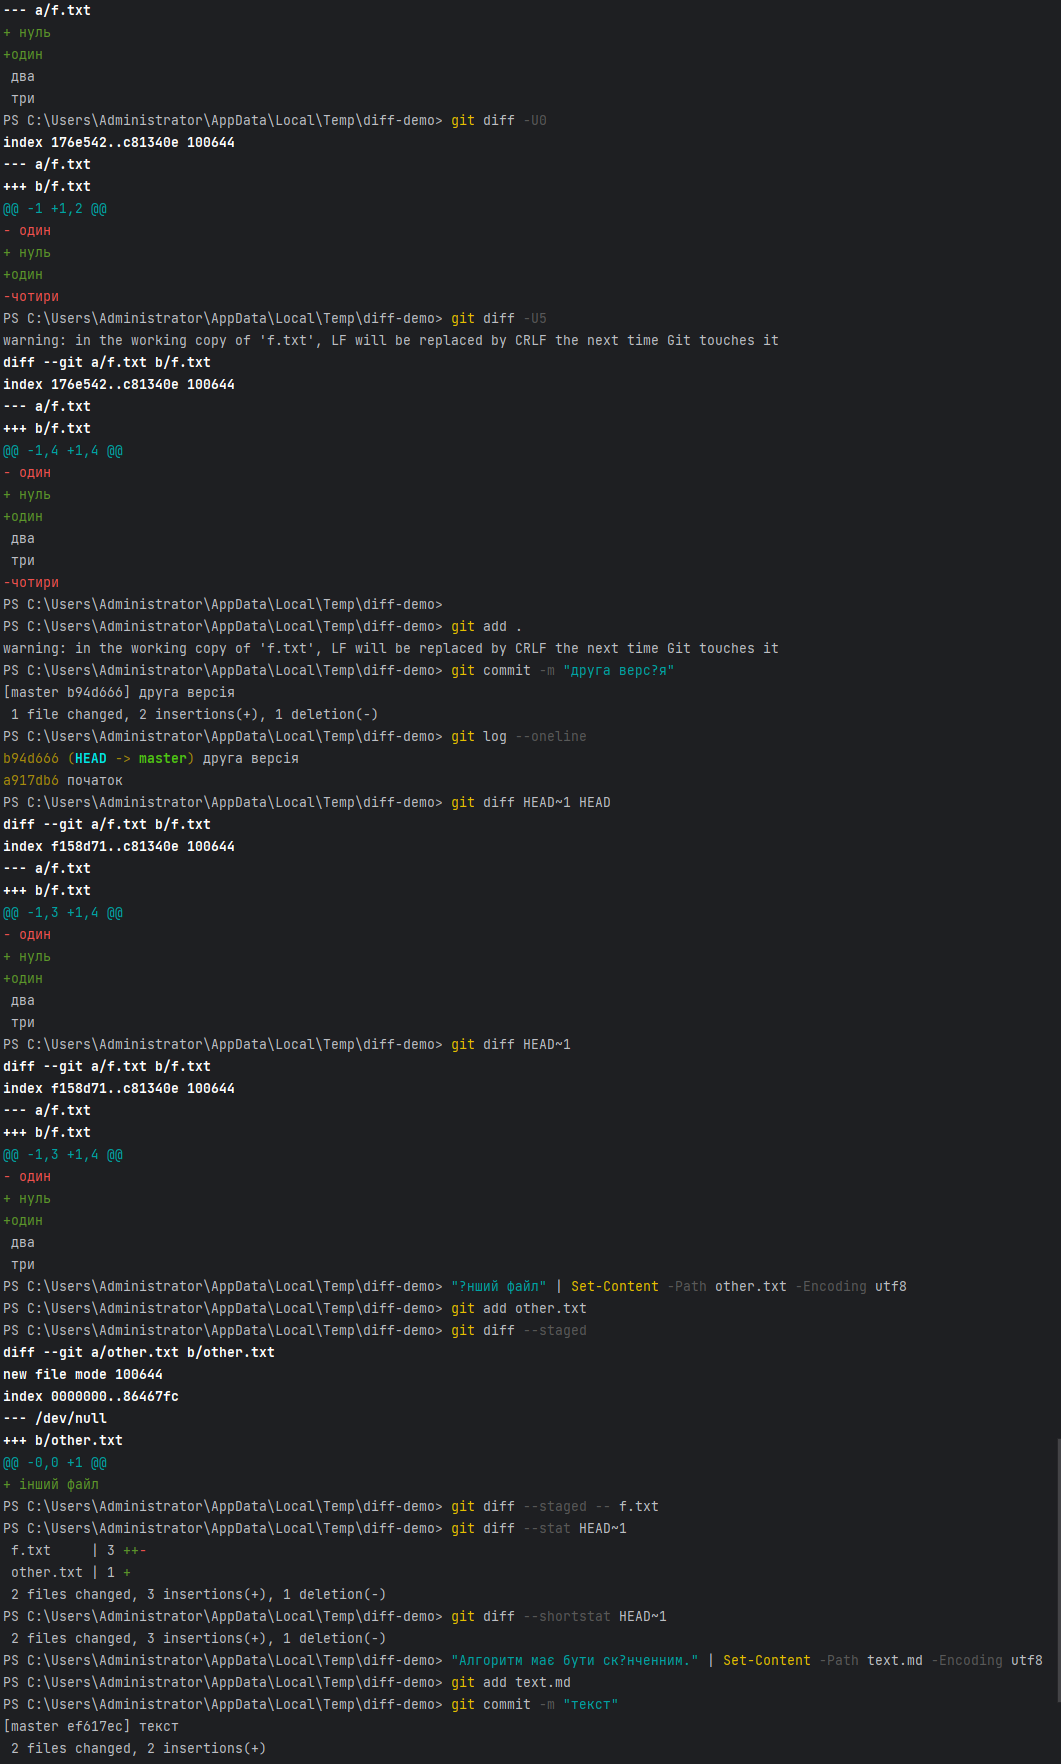 --- a/f.txt
+ нуль
+один
 два
 три
PS C:\Users\Administrator\AppData\Local\Temp\diff-demo> git diff -U0
index 176e542..c81340e 100644
--- a/f.txt
+++ b/f.txt
@@ -1 +1,2 @@
- один
+ нуль
+один
-чотири
PS C:\Users\Administrator\AppData\Local\Temp\diff-demo> git diff -U5
warning: in the working copy of 'f.txt', LF will be replaced by CRLF the next time Git touches it
diff --git a/f.txt b/f.txt
index 176e542..c81340e 100644
--- a/f.txt
+++ b/f.txt
@@ -1,4 +1,4 @@
- один
+ нуль
+один
 два
 три
-чотири
PS C:\Users\Administrator\AppData\Local\Temp\diff-demo>
PS C:\Users\Administrator\AppData\Local\Temp\diff-demo> git add .
warning: in the working copy of 'f.txt', LF will be replaced by CRLF the next time Git touches it
PS C:\Users\Administrator\AppData\Local\Temp\diff-demo> git commit -m "друга верс?я"
[master b94d666] друга версія
 1 file changed, 2 insertions(+), 1 deletion(-)
PS C:\Users\Administrator\AppData\Local\Temp\diff-demo> git log --oneline
b94d666 (HEAD -> master) друга версія
a917db6 початок
PS C:\Users\Administrator\AppData\Local\Temp\diff-demo> git diff HEAD~1 HEAD
diff --git a/f.txt b/f.txt
index f158d71..c81340e 100644
--- a/f.txt
+++ b/f.txt
@@ -1,3 +1,4 @@
- один
+ нуль
+один
 два
 три
PS C:\Users\Administrator\AppData\Local\Temp\diff-demo> git diff HEAD~1
diff --git a/f.txt b/f.txt
index f158d71..c81340e 100644
--- a/f.txt
+++ b/f.txt
@@ -1,3 +1,4 @@
- один
+ нуль
+один
 два
 три
PS C:\Users\Administrator\AppData\Local\Temp\diff-demo> "?нший файл" | Set-Content -Path other.txt -Encoding utf8
PS C:\Users\Administrator\AppData\Local\Temp\diff-demo> git add other.txt
PS C:\Users\Administrator\AppData\Local\Temp\diff-demo> git diff --staged
diff --git a/other.txt b/other.txt
new file mode 100644
index 0000000..86467fc
--- /dev/null
+++ b/other.txt
@@ -0,0 +1 @@
+ інший файл
PS C:\Users\Administrator\AppData\Local\Temp\diff-demo> git diff --staged -- f.txt
PS C:\Users\Administrator\AppData\Local\Temp\diff-demo> git diff --stat HEAD~1
 f.txt     | 3 ++-
 other.txt | 1 +
 2 files changed, 3 insertions(+), 1 deletion(-)
PS C:\Users\Administrator\AppData\Local\Temp\diff-demo> git diff --shortstat HEAD~1
 2 files changed, 3 insertions(+), 1 deletion(-)
PS C:\Users\Administrator\AppData\Local\Temp\diff-demo> "Алгоритм має бути ск?нченним." | Set-Content -Path text.md -Encoding utf8
PS C:\Users\Administrator\AppData\Local\Temp\diff-demo> git add text.md
PS C:\Users\Administrator\AppData\Local\Temp\diff-demo> git commit -m "текст"
[master ef617ec] текст
 2 files changed, 2 insertions(+)